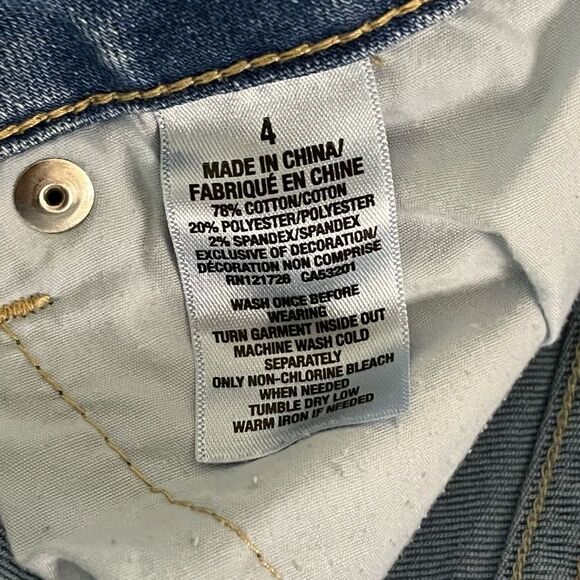 4
MADE IN CHINA/
FABRIQUÉ EN CHINE
78% COTTON/COTON
20% POLYESTER/POLYESTER
2% SPANDEX/SPANDEX
EXCLUSIVE OF DECORATION/
DÉCORATION NON COMPRISE
RN121726 CA53201
WASH ONCE BEFORE
WEARING
TURN GARMENT INSIDE OUT
MACHINE WASH COLD
SEPARATELY
ONLY NON-CHLORINE BLEACH
WHEN NEEDED
TUMBLE DRY LOW
WARM IRON IF NEEDED